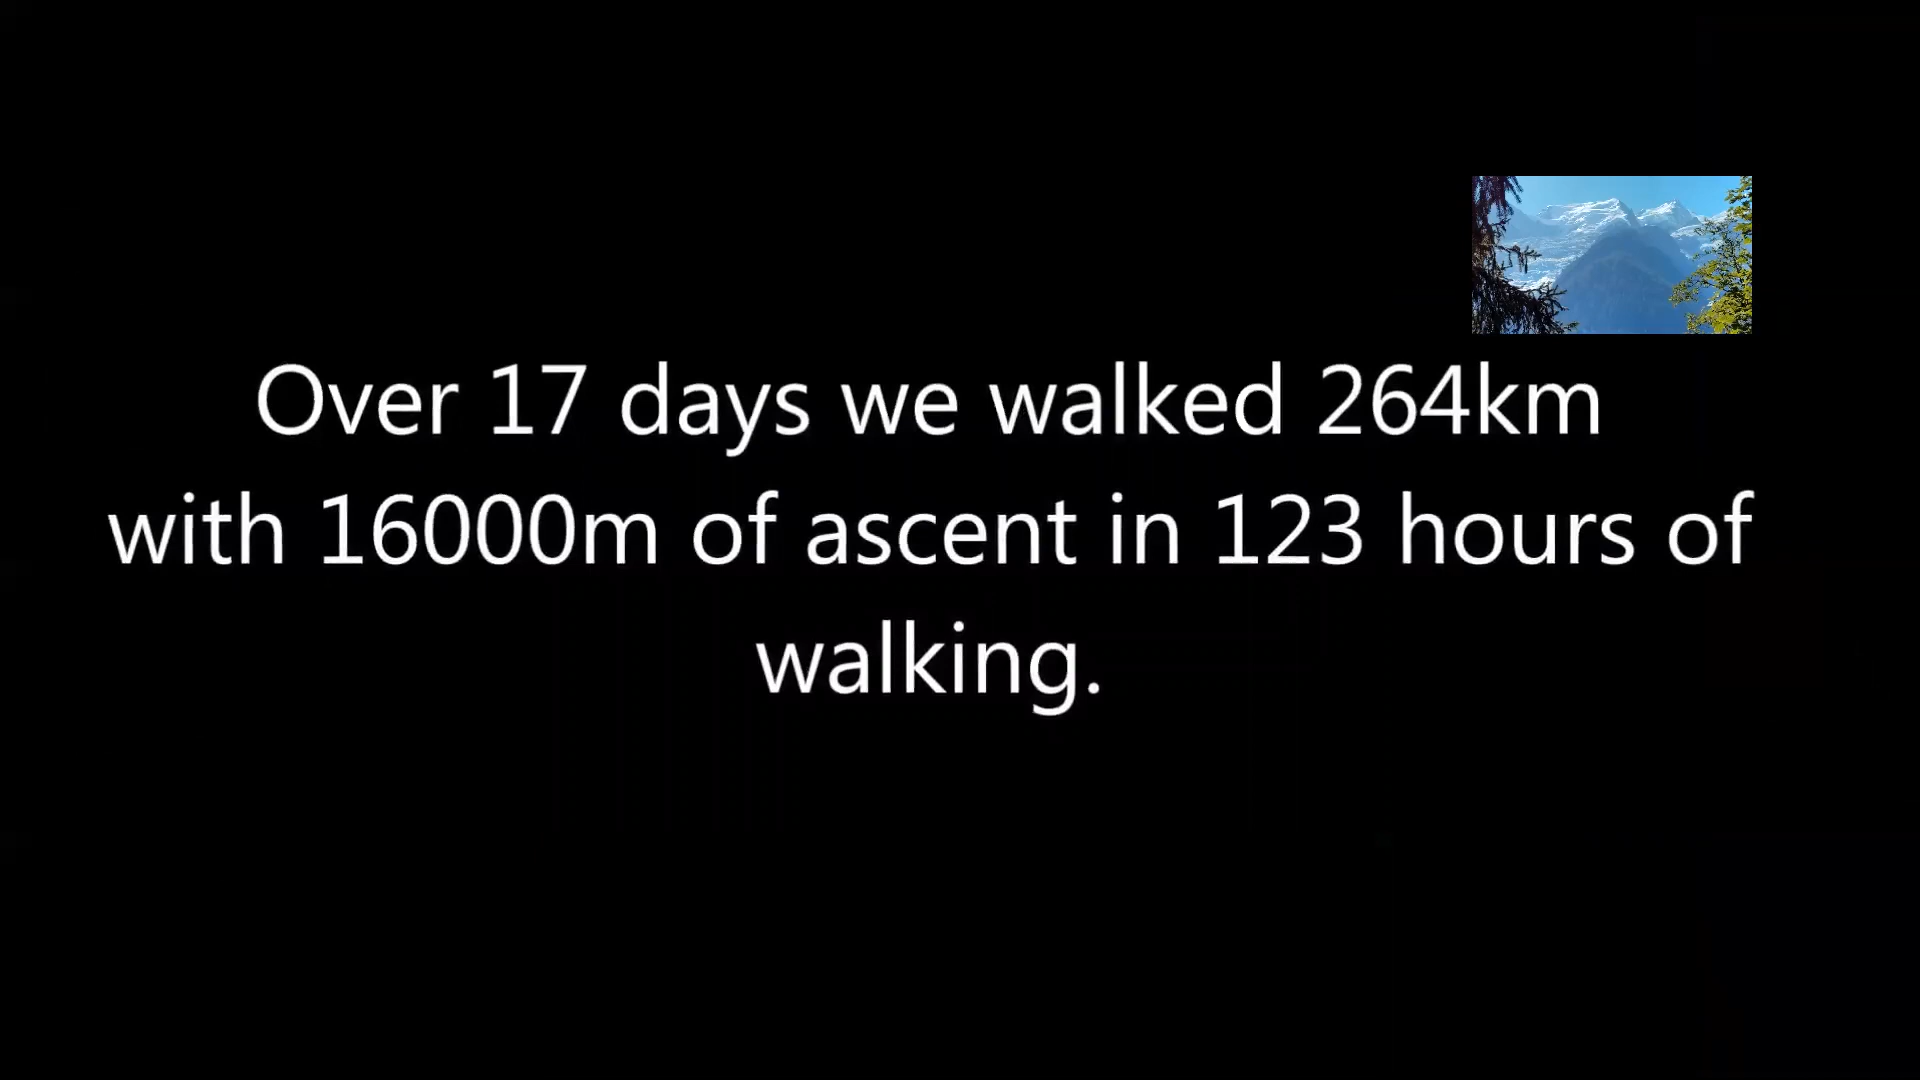 Over 17 days we walked 264km
with 16000m of ascent in 123 hours of
walking.